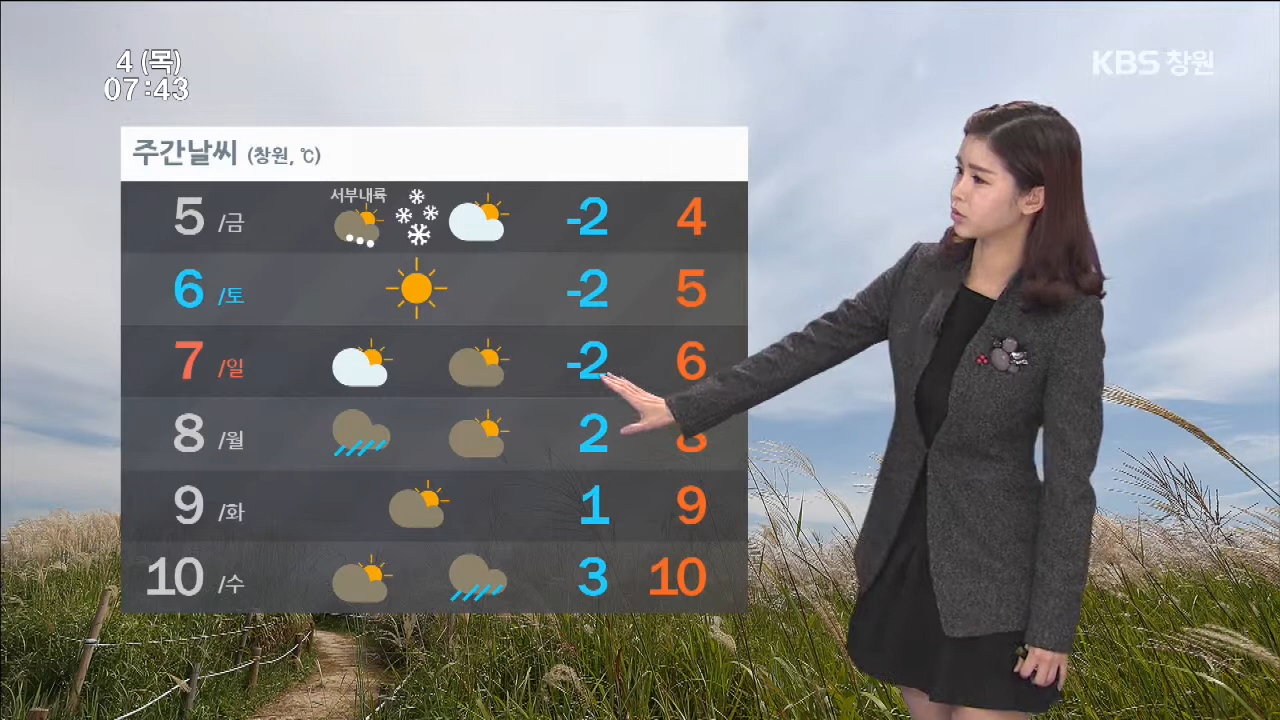 4 (목)
07:43
KBS 창원
주간날씨 (창원, ℃)
서부내륙
5 /금 -2 4
6 /토 -2 5
7 /일 -2 6
8 /월 2
9 /화 1 9
10 /수 3 10